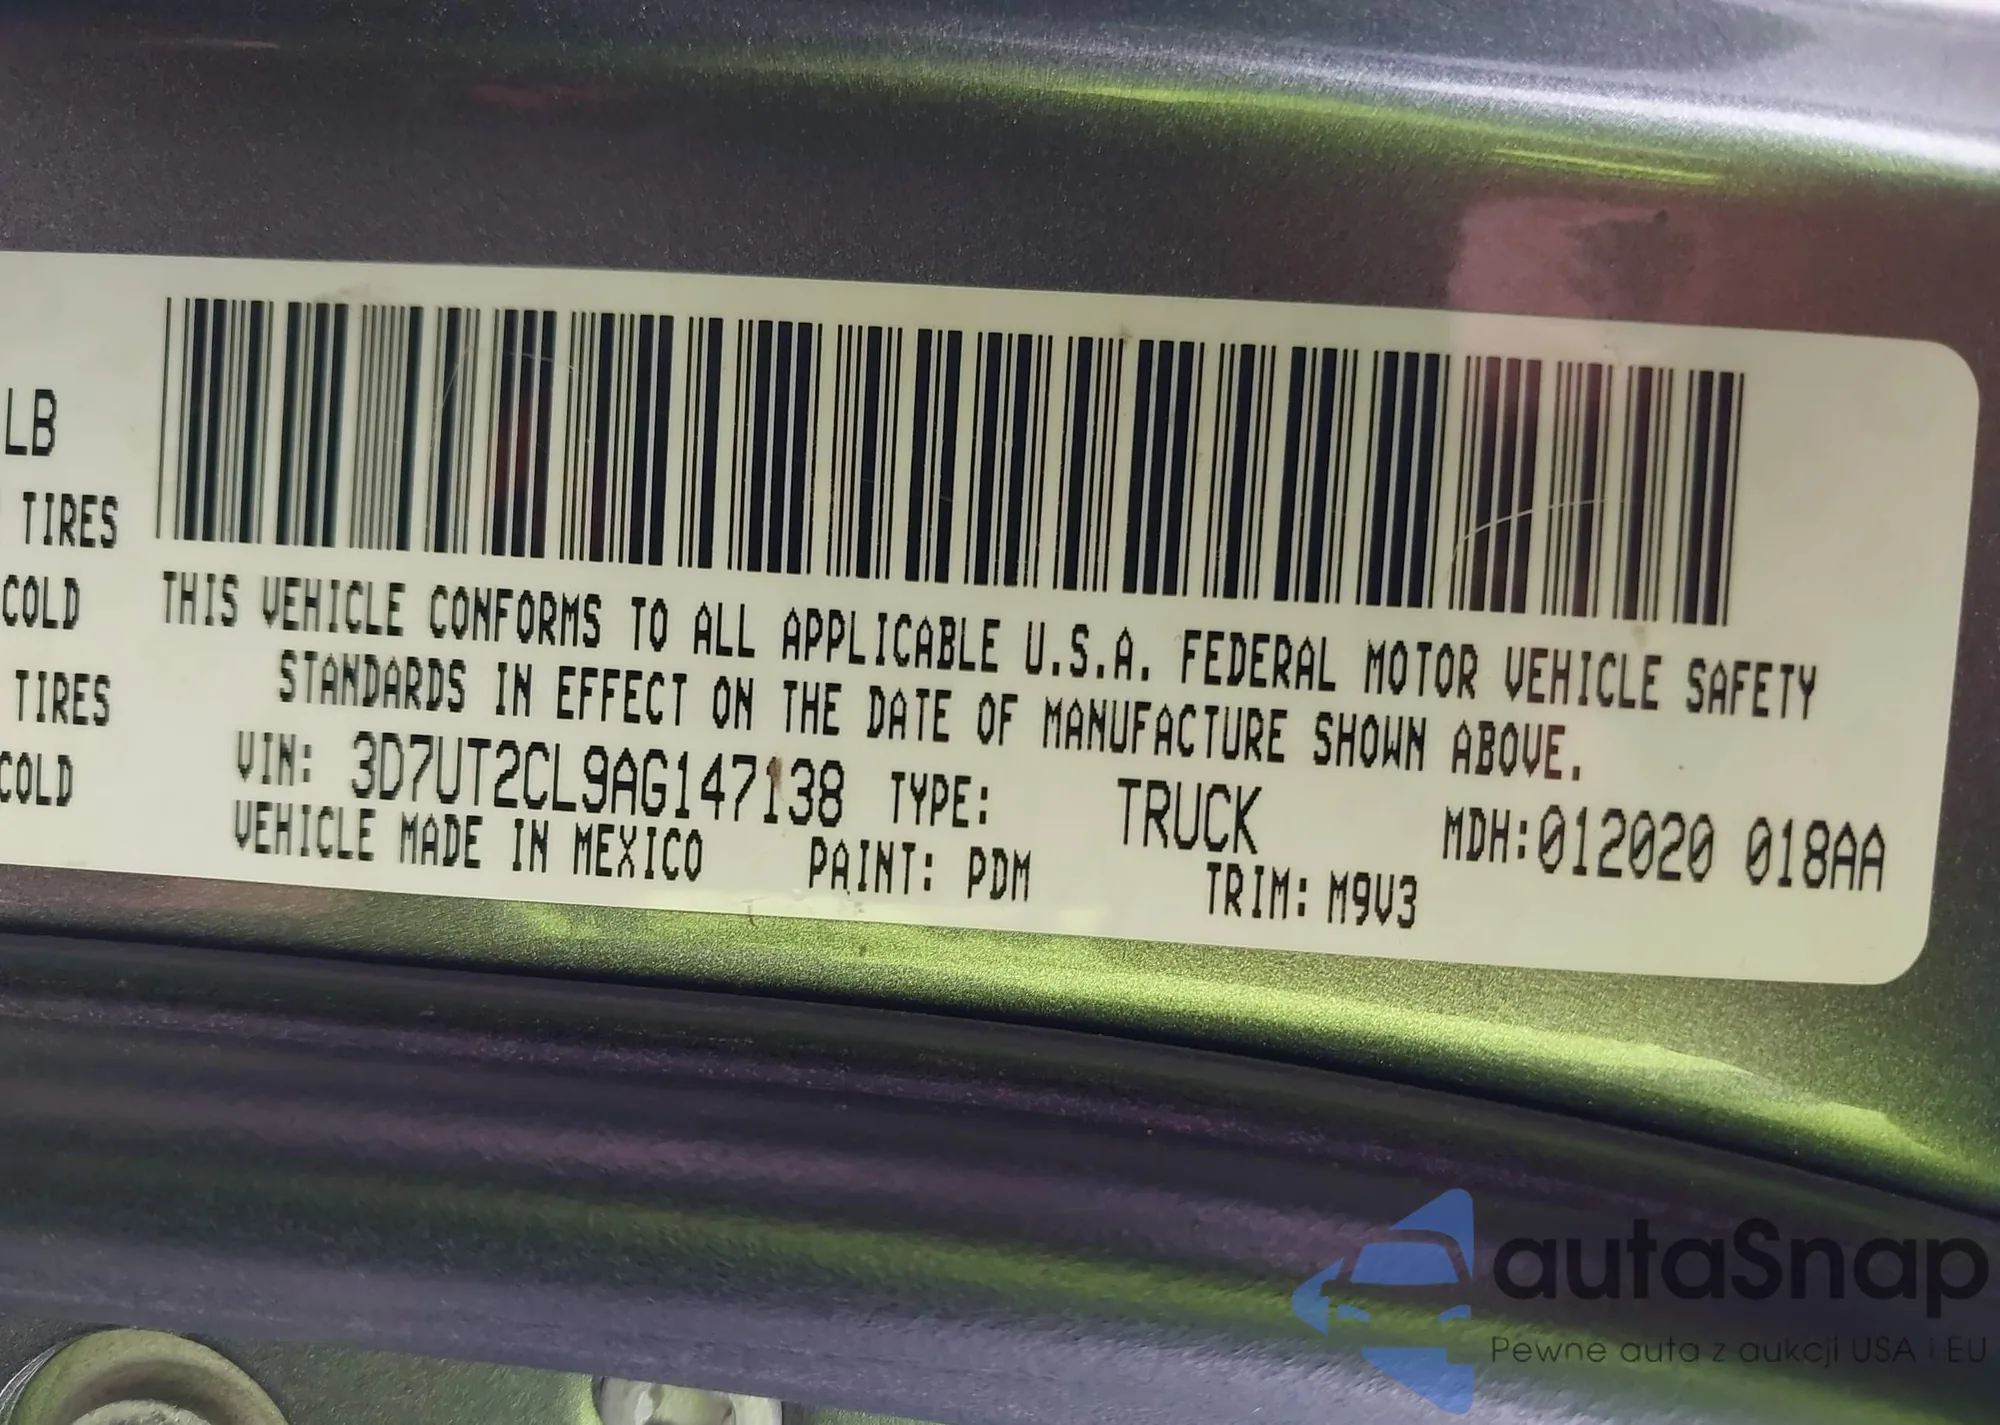 LB
TIRES
COLD
TIRES
COLD
THIS VEHICLE CONFORMS TO ALL APPLICABLE U.S.A. FEDERAL MOTOR VEHICLE SAFETY
STANDARDS IN EFFECT ON THE DATE OF MANUFACTURE SHOWN ABOVE.
VIN: 3D7UT2CL9AG147138 TYPE: TRUCK MDH:012020 018AA
VEHICLE MADE IN MEXICO PAINT: PDM TRIM: M9V3
autaSnap
Pewne auta z aukcji USA i EU